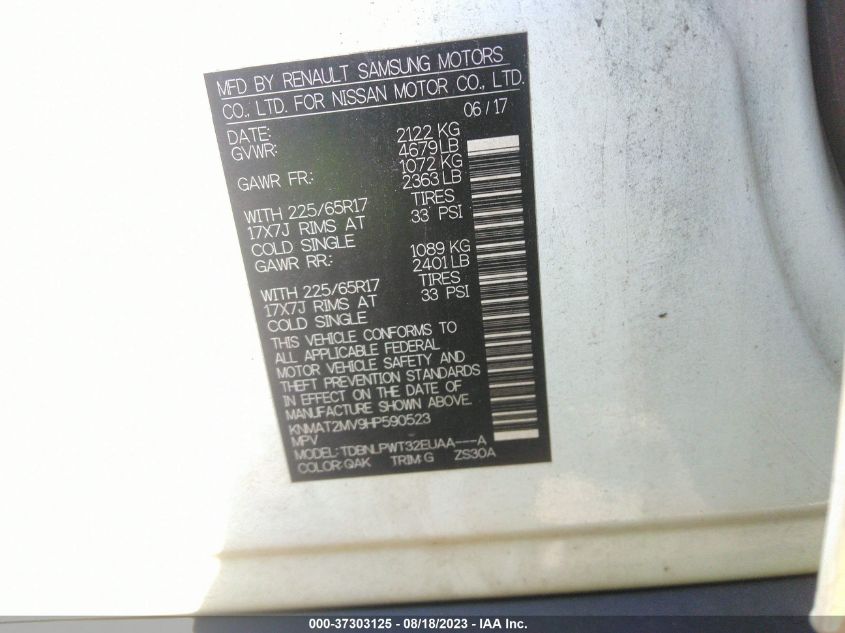 MFD BY RENAULT SAMSUNG MOTORS
CO., LTD. FOR NISSAN MOTOR CO., LTD.
DATE: 06/17
GVWR: 2122 KG
4679 LB
GAWR FR.: 1072 KG
2363 LB
WITH 225/65R17 TIRES
17X7J RIMS AT 33 PSI
COLD SINGLE
GAWR RR.: 1089 KG
2401 LB
WITH 225/65R17 TIRES
17X7J RIMS AT 33 PSI
COLD SINGLE
THIS VEHICLE CONFORMS TO
ALL APPLICABLE FEDERAL
MOTOR VEHICLE SAFETY AND
THEFT PREVENTION STANDARDS
IN EFFECT ON THE DATE OF
MANUFACTURE SHOWN ABOVE.
KNMAT2MV9HP590523
MPV
MODEL: TDBNLPWT32EUAA---A
COLOR: QAK TRIM: G ZS30A
000-37303125 - 08/18/2023 - IAA Inc.